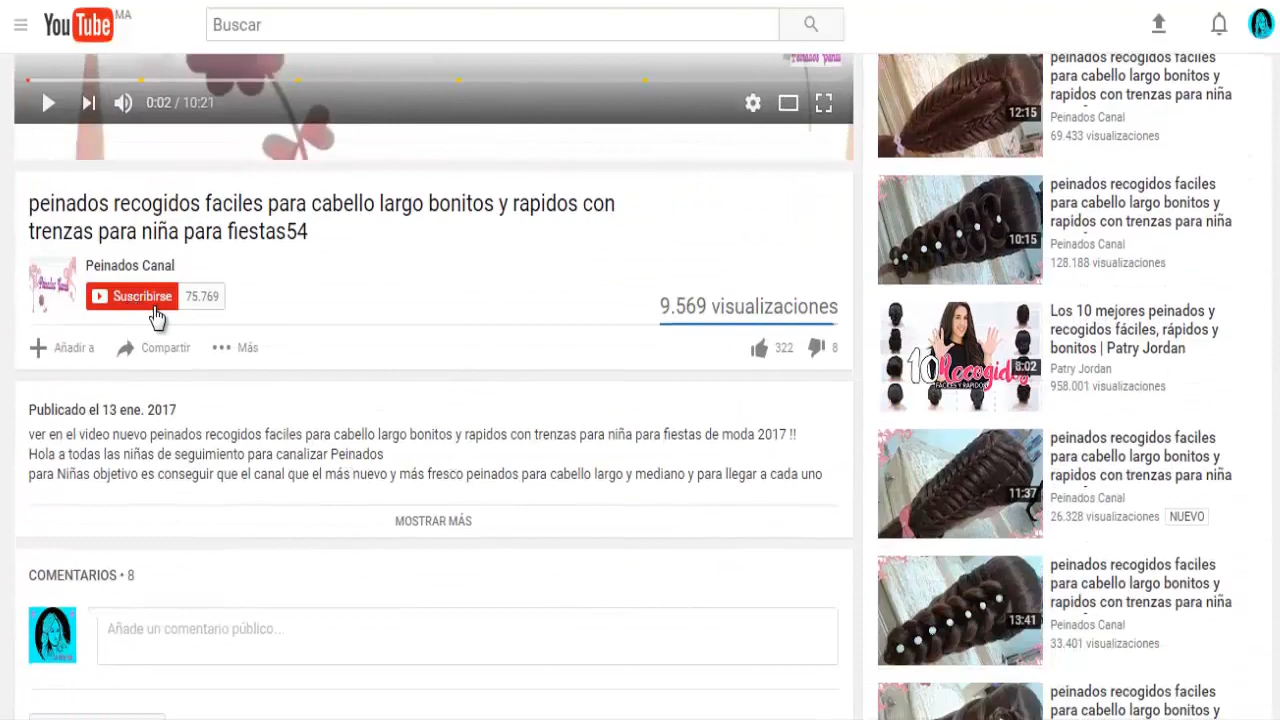 YouTube MA
Buscar
0:02 / 10:21
peinados recogidos faciles para cabello largo bonitos y rapidos con
trenzas para niña para fiestas54
Peinados Canal
Suscribirse 75.769
9.569 visualizaciones
Añadir a Compartir Más 322 8
Publicado el 13 ene. 2017
ver en el video nuevo peinados recogidos faciles para cabello largo bonitos y rapidos con trenzas para niña para fiestas de moda 2017 !!
Hola a todas las niñas de seguimiento para canalizar Peinados
para Niñas objetivo es conseguir que el canal que el más nuevo y más fresco peinados para cabello largo y mediano y para llegar a cada uno
MOSTRAR MÁS
COMENTARIOS • 8
Añade un comentario público...
peinados recogidos faciles
para cabello largo bonitos y
rapidos con trenzas para niña
12:15
Peinados Canal
69.433 visualizaciones
peinados recogidos faciles
para cabello largo bonitos y
rapidos con trenzas para niña
10:15
Peinados Canal
128.188 visualizaciones
Los 10 mejores peinados y
recogidos fáciles, rápidos y
bonitos | Patry Jordan
10 Recogidos
FÁCILES Y RÁPIDOS
8:02
Patry Jordan
958.001 visualizaciones
peinados recogidos faciles
para cabello largo bonitos y
rapidos con trenzas para niña
11:37
Peinados Canal
26.328 visualizaciones NUEVO
peinados recogidos faciles
para cabello largo bonitos y
rapidos con trenzas para niña
13:41
Peinados Canal
33.401 visualizaciones
peinados recogidos faciles
para cabello largo bonitos y